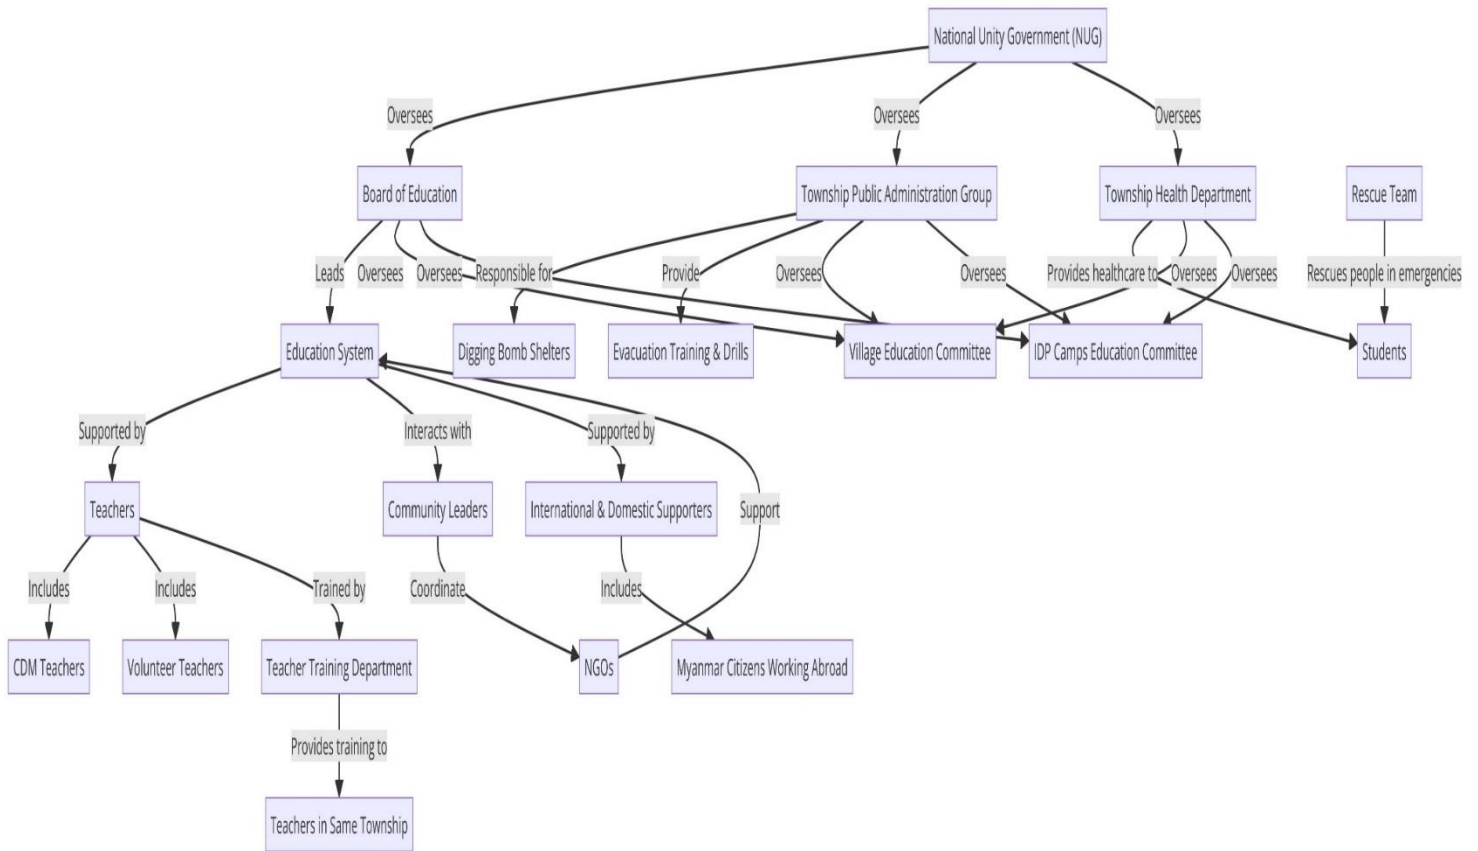 National Unity Government (NUG)
Oversees
Oversees
Oversees
Board of Education
Township Public Administration Group
Township Health Department
Rescue Team
Leads
Oversees
Oversees
Responsible for
Provide
Oversees
Oversees
Provides healthcare to
Oversees
Oversees
Rescues people in emergencies
Education System
Digging Bomb Shelters
Evacuation Training & Drills
Village Education Committee
IDP Camps Education Committee
Students
Supported by
Interacts with
Supported by
Support
Teachers
Community Leaders
International & Domestic Supporters
Includes
Includes
Trained by
Coordinate
Includes
CDM Teachers
Volunteer Teachers
Teacher Training Department
NGOs
Myanmar Citizens Working Abroad
Provides training to
Teachers in Same Township